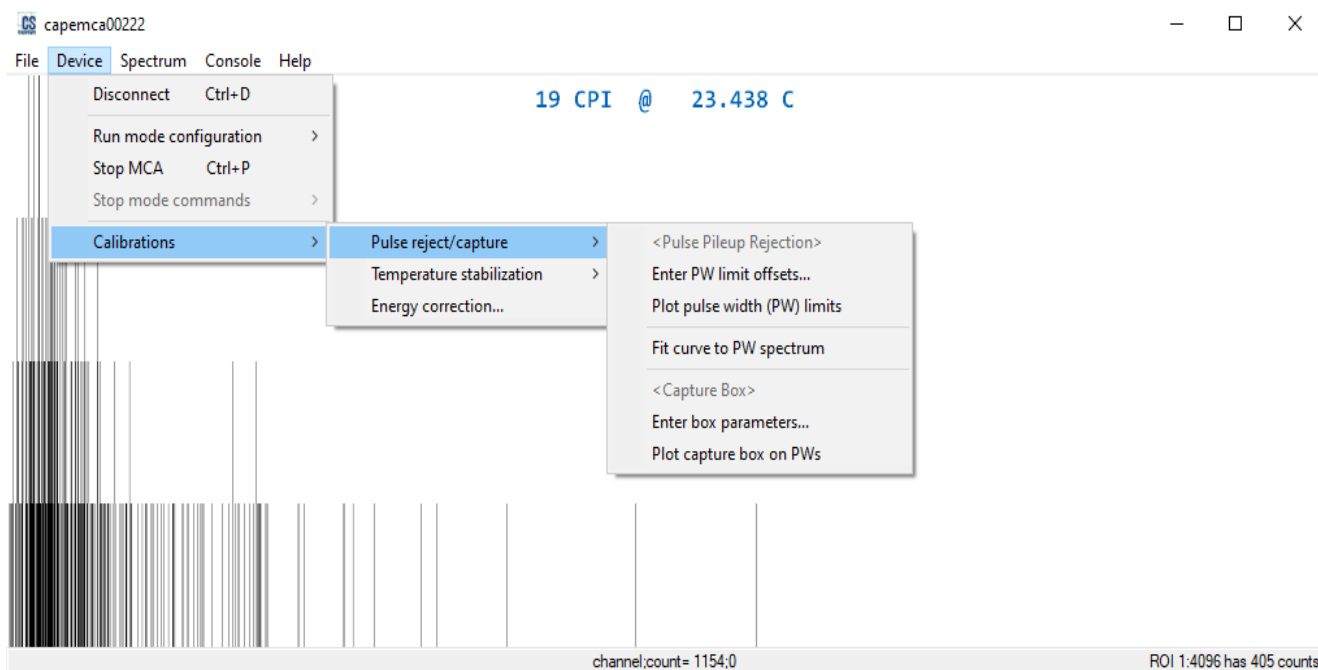 CS capemca00222
File Device Spectrum Console Help
19 CPI @ 23.438 C
Disconnect Ctrl+D
Run mode configuration
Stop MCA Ctrl+P
Stop mode commands
Calibrations
Pulse reject/capture
Temperature stabilization
Energy correction...
<Pulse Pileup Rejection>
Enter PW limit offsets...
Plot pulse width (PW) limits
Fit curve to PW spectrum
<Capture Box>
Enter box parameters...
Plot capture box on PWs
channel;count= 1154;0
ROI 1:4096 has 405 counts